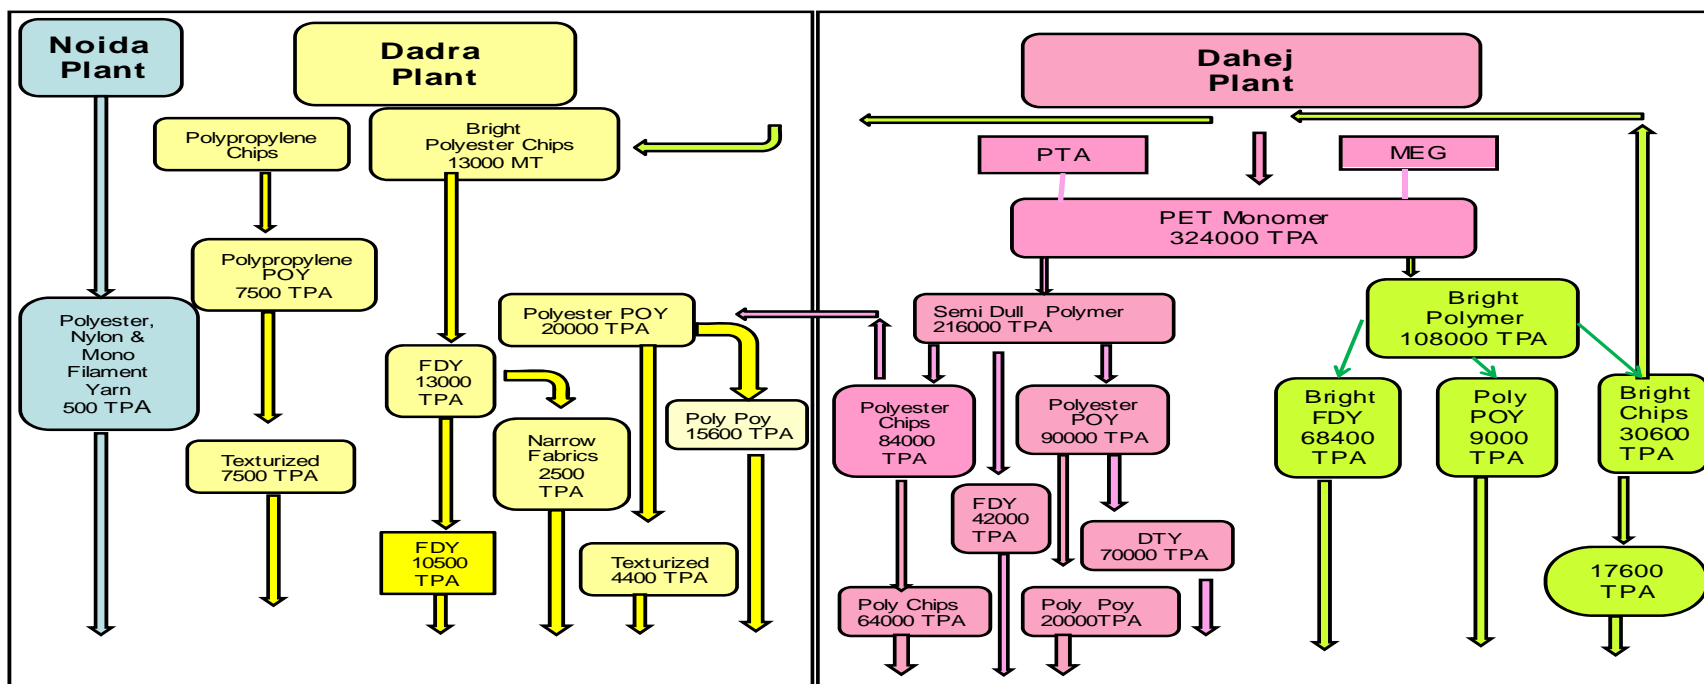 Noida
Plant
Dadra
Plant
Dahej
Plant
Polypropylene
Chips
Bright
Polyester Chips
13000 MT
PTA
MEG
PET Monomer
324000 TPA
Polypropylene
POY
7500 TPA
Polyester,
Nylon &
Mono
Filament
Yarn
500 TPA
Polyester POY
20000 TPA
Semi Dull Polymer
216000 TPA
Bright
Polymer
108000 TPA
FDY
13000
TPA
Poly Poy
15600 TPA
Polyester
Chips
84000
TPA
Polyester
POY
90000 TPA
Bright
FDY
68400
TPA
Poly
POY
9000
TPA
Bright
Chips
30600
TPA
Texturized
7500 TPA
Narrow
Fabrics
2500
TPA
FDY
42000
TPA
DTY
70000 TPA
FDY
10500
TPA
Texturized
4400 TPA
Poly Chips
64000 TPA
Poly Poy
20000TPA
17600
TPA